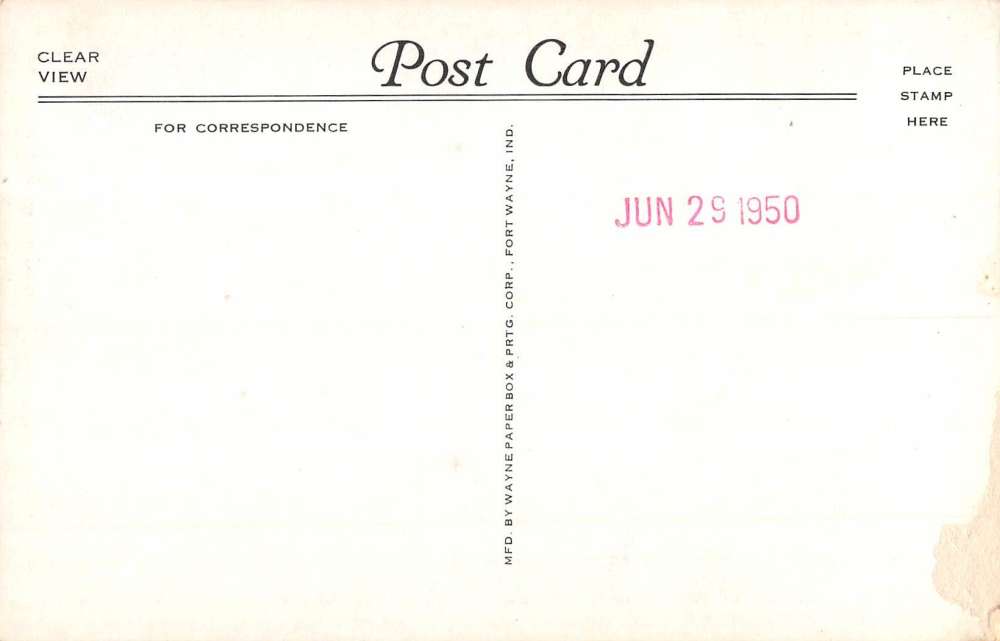 CLEAR
VIEW
Post Card
PLACE
STAMP
HERE
FOR CORRESPONDENCE
MFD. BY WAYNE PAPER BOX & PRTG. CORP., FORT WAYNE, IND.
JUN 29 1950